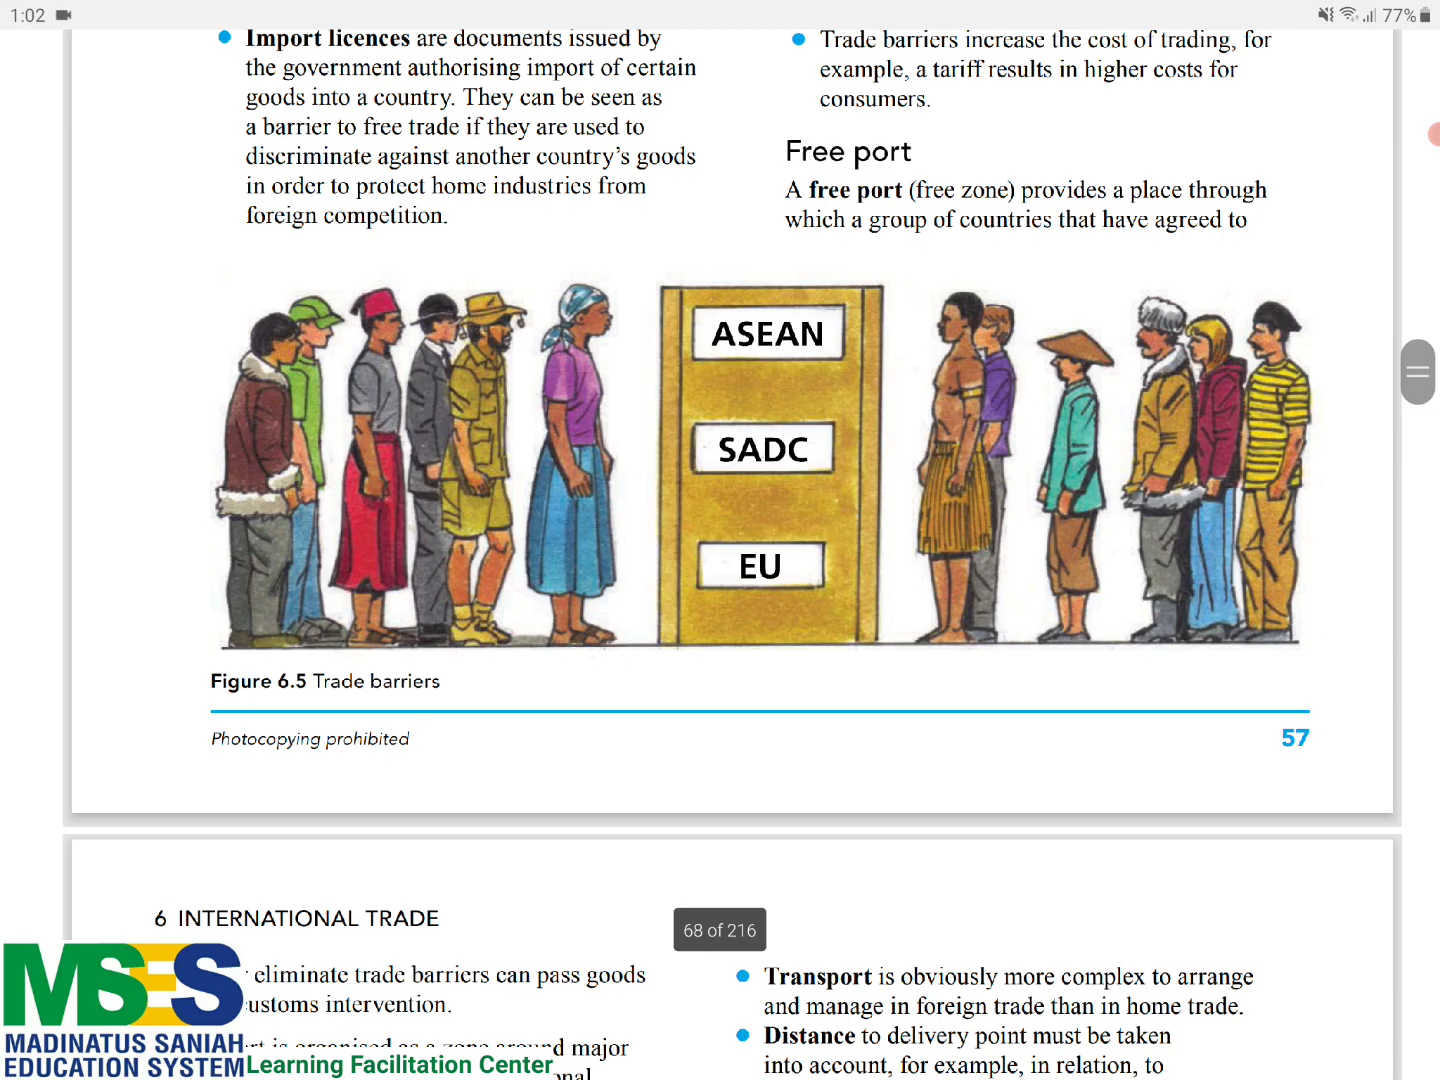 1:02
77%
Import licences are documents issued by
the government authorising import of certain
goods into a country. They can be seen as
a barrier to free trade if they are used to
discriminate against another country's goods
in order to protect home industries from
foreign competition.
Trade barriers increase the cost of trading, for
example, a tariff results in higher costs for
consumers.
Free port
A free port (free zone) provides a place through
which a group of countries that have agreed to
ASEAN
SADC
EU
Figure 6.5 Trade barriers
Photocopying prohibited
57
6 INTERNATIONAL TRADE
68 of 216
eliminate trade barriers can pass goods
customs intervention.
major
Transport is obviously more complex to arrange
and manage in foreign trade than in home trade.
Distance to delivery point must be taken
into account, for example, in relation, to
MSES
MADINATUS SANIAH
EDUCATION SYSTEM
Learning Facilitation Center